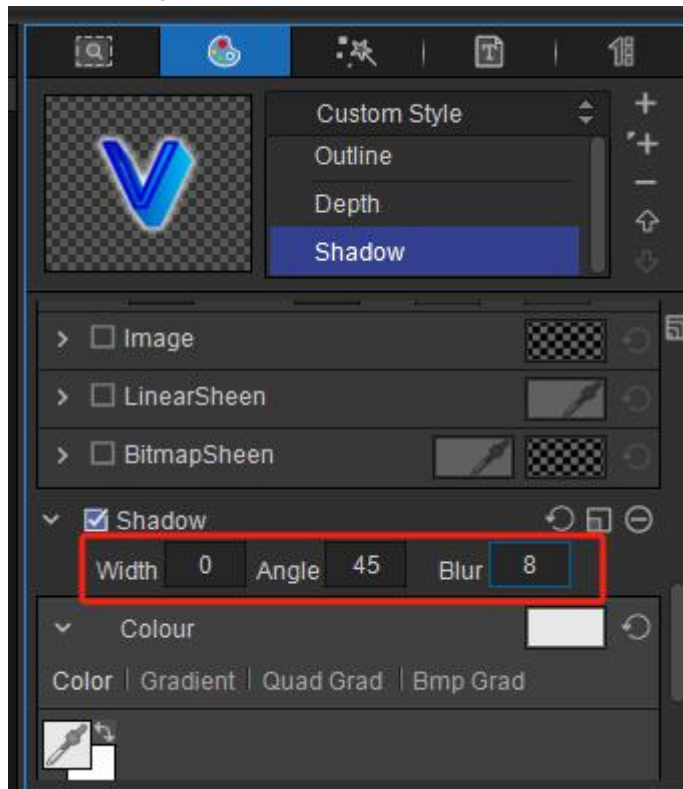 Custom Style
Outline
Depth
Shadow
Image
LinearSheen
BitmapSheen
Shadow
Width 0 Angle 45 Blur 8
Colour
Color | Gradient | Quad Grad | Bmp Grad